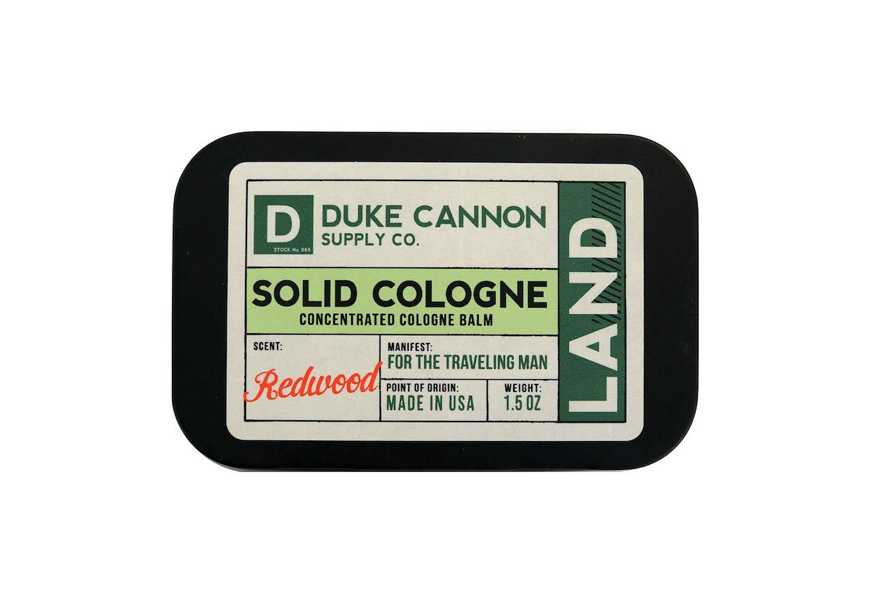 D
STOCK No. 065
DUKE CANNON
SUPPLY CO.
SOLID COLOGNE
CONCENTRATED COLOGNE BALM
SCENT:
Redwood
MANIFEST:
FOR THE TRAVELING MAN
POINT OF ORIGIN:
MADE IN USA
WEIGHT:
1.5 OZ
LAND